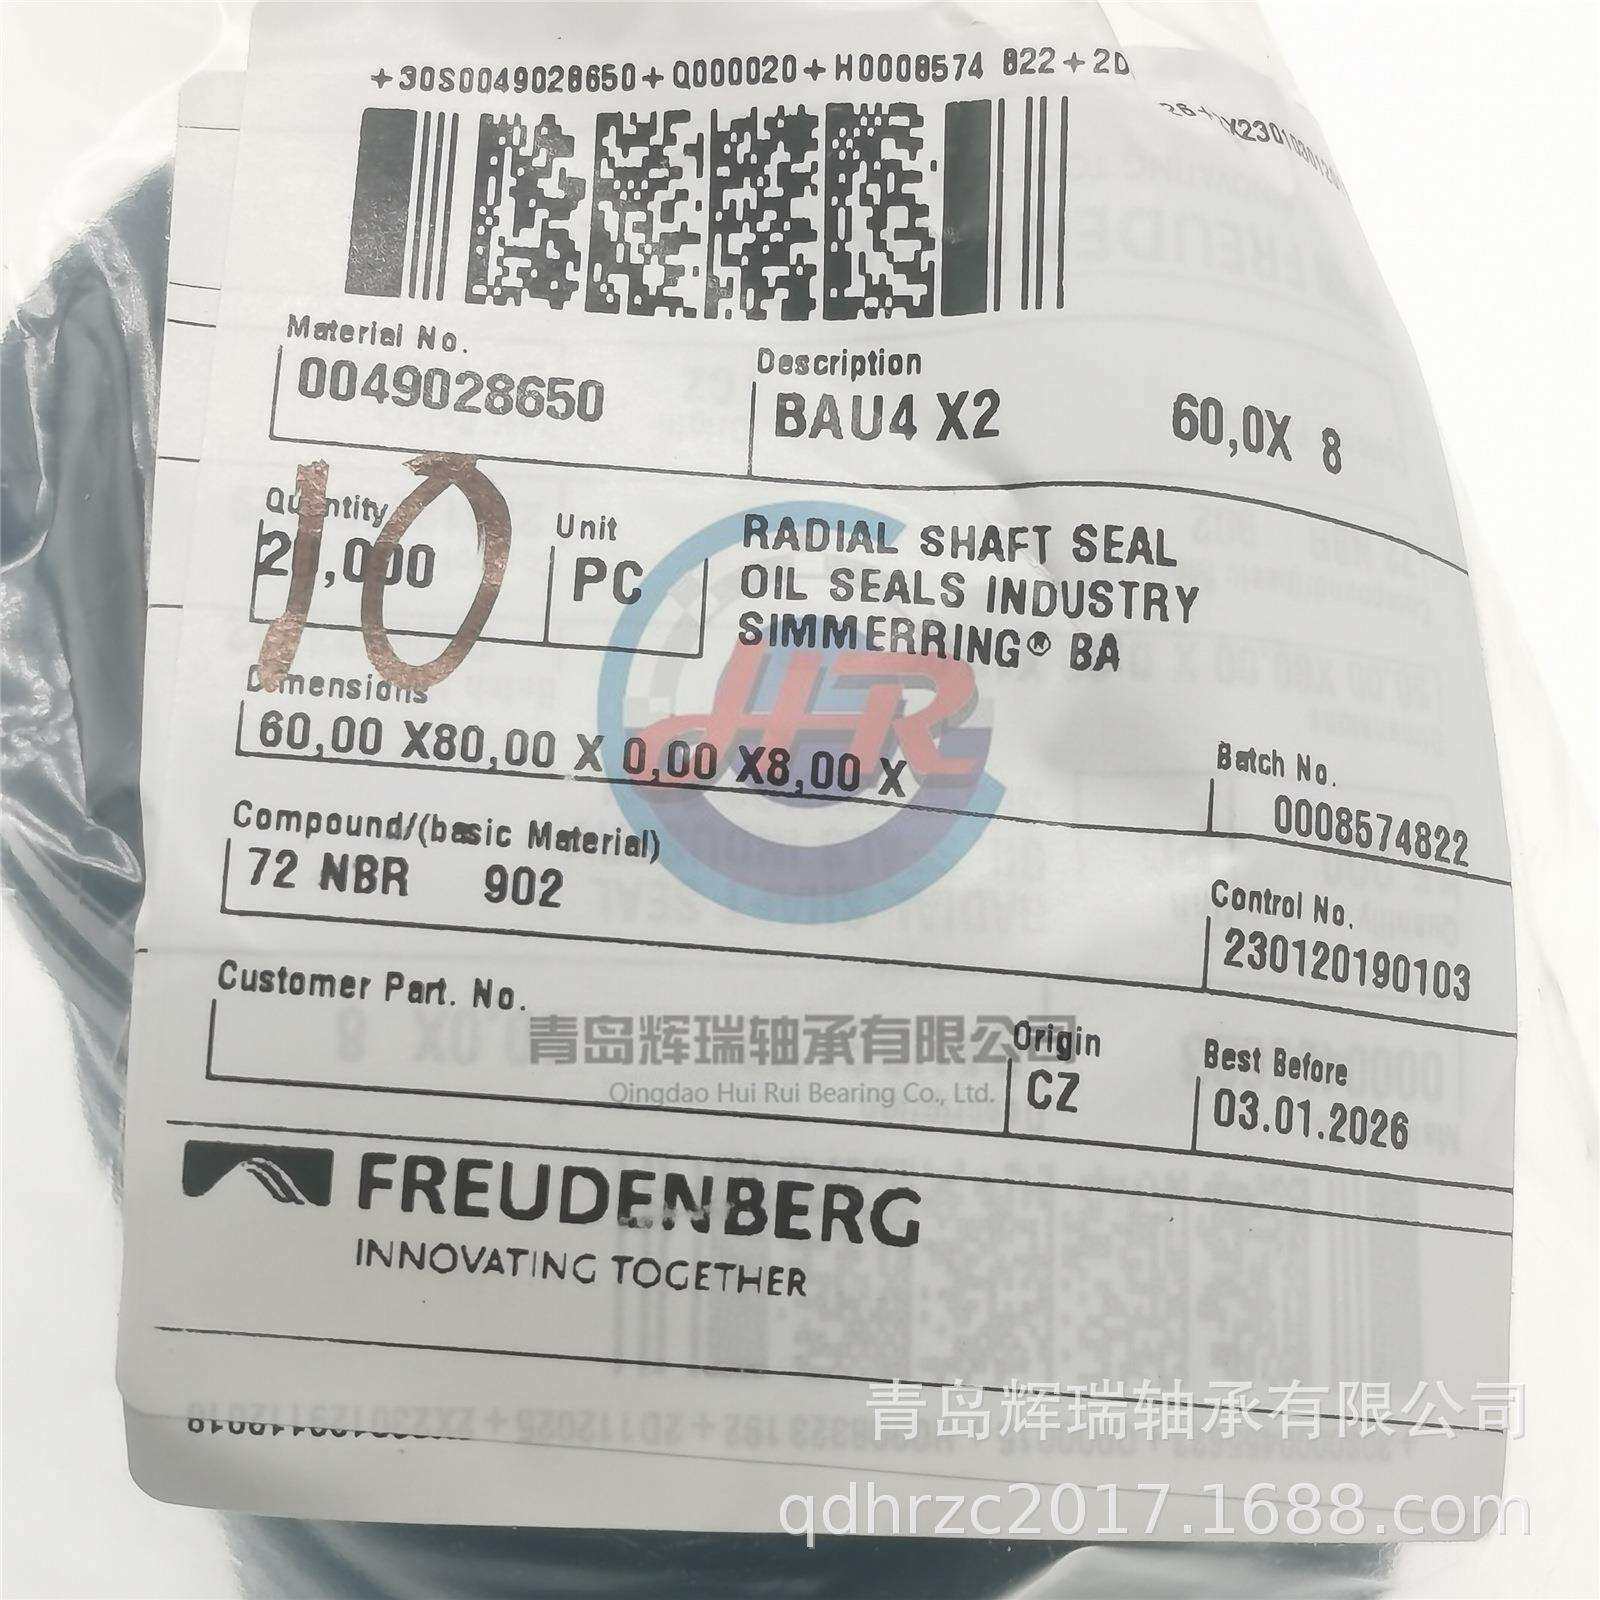 +30S0049028650+Q000020+H0008574 822+2D
Material No.
0049028650
Description
BAU4 X2 60,0X 8
Quantity
,000
10
Unit
PC
RADIAL SHAFT SEAL
OIL SEALS INDUSTRY
SIMMERRING® BA
HR
Dimensions
60,00 X80,00 X 0,00 X8,00 X
Batch No.
0008574822
Compound/(basic Material)
72 NBR 902
Control No.
230120190103
Customer Part. No.
青岛辉瑞轴承有限公司
Qingdao Hui Rui Bearing Co., Ltd.
Origin
CZ
Best Before
03.01.2026
FREUDENBERG
INNOVATING TOGETHER
青岛辉瑞轴承有限公司
qdhrzc2017.1688.com